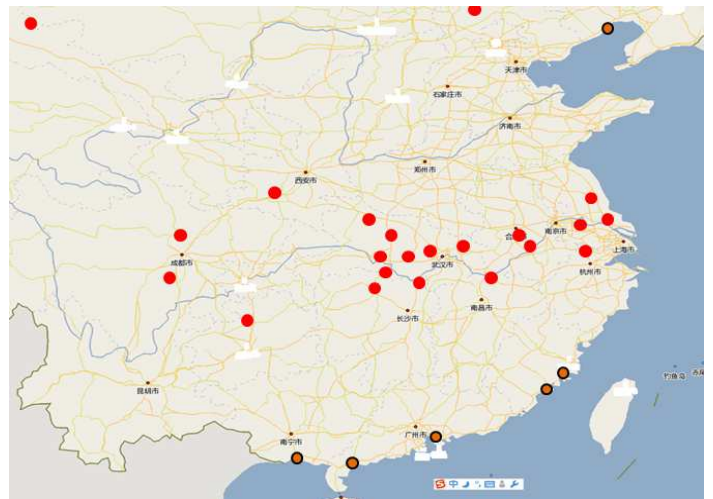 天津市
石家庄市
济南市
郑州市
西安市
南京市
上海市
成都市
武汉市
杭州市
南昌市
长沙市
昆明市
钓鱼岛
广州市
南宁市
中